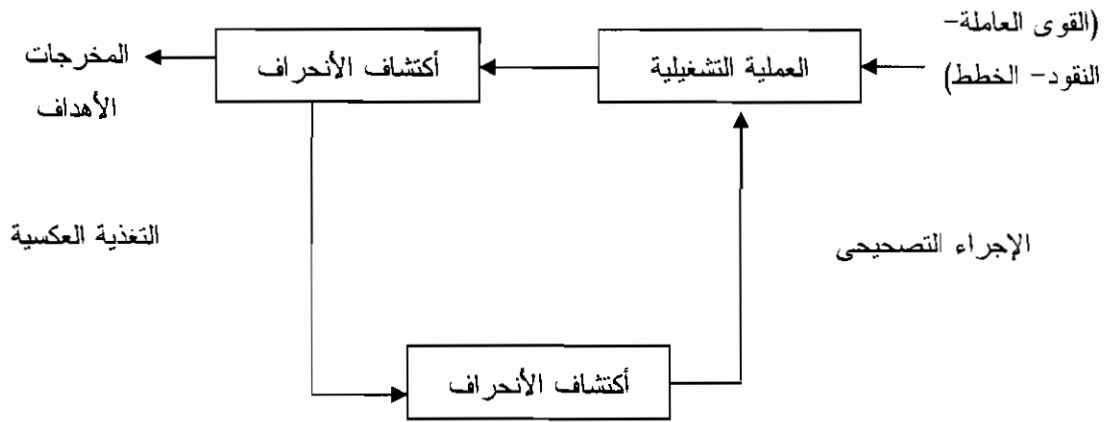 (القوى العاملة-
النقود- الخطط)
العملية التشغيلية
أكتشاف الأنحراف
المخرجات
الأهداف
الإجراء التصحيحى
التغذية العكسية
أكتشاف الأنحراف